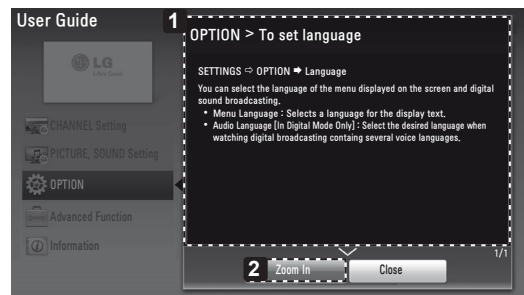 User Guide
1
OPTION > To set language
LG
Life's Good
SETTINGS ⇨ OPTION ➡ Language
You can select the language of the menu displayed on the screen and digital
sound broadcasting.
• Menu Language : Selects a language for the display text.
• Audio Language [In Digital Mode Only] : Select the desired language when
watching digital broadcasting containg several voice languages.
CHANNEL Setting
PICTURE, SOUND Setting
OPTION
Advanced Function
Information
1/1
2
Zoom In
Close